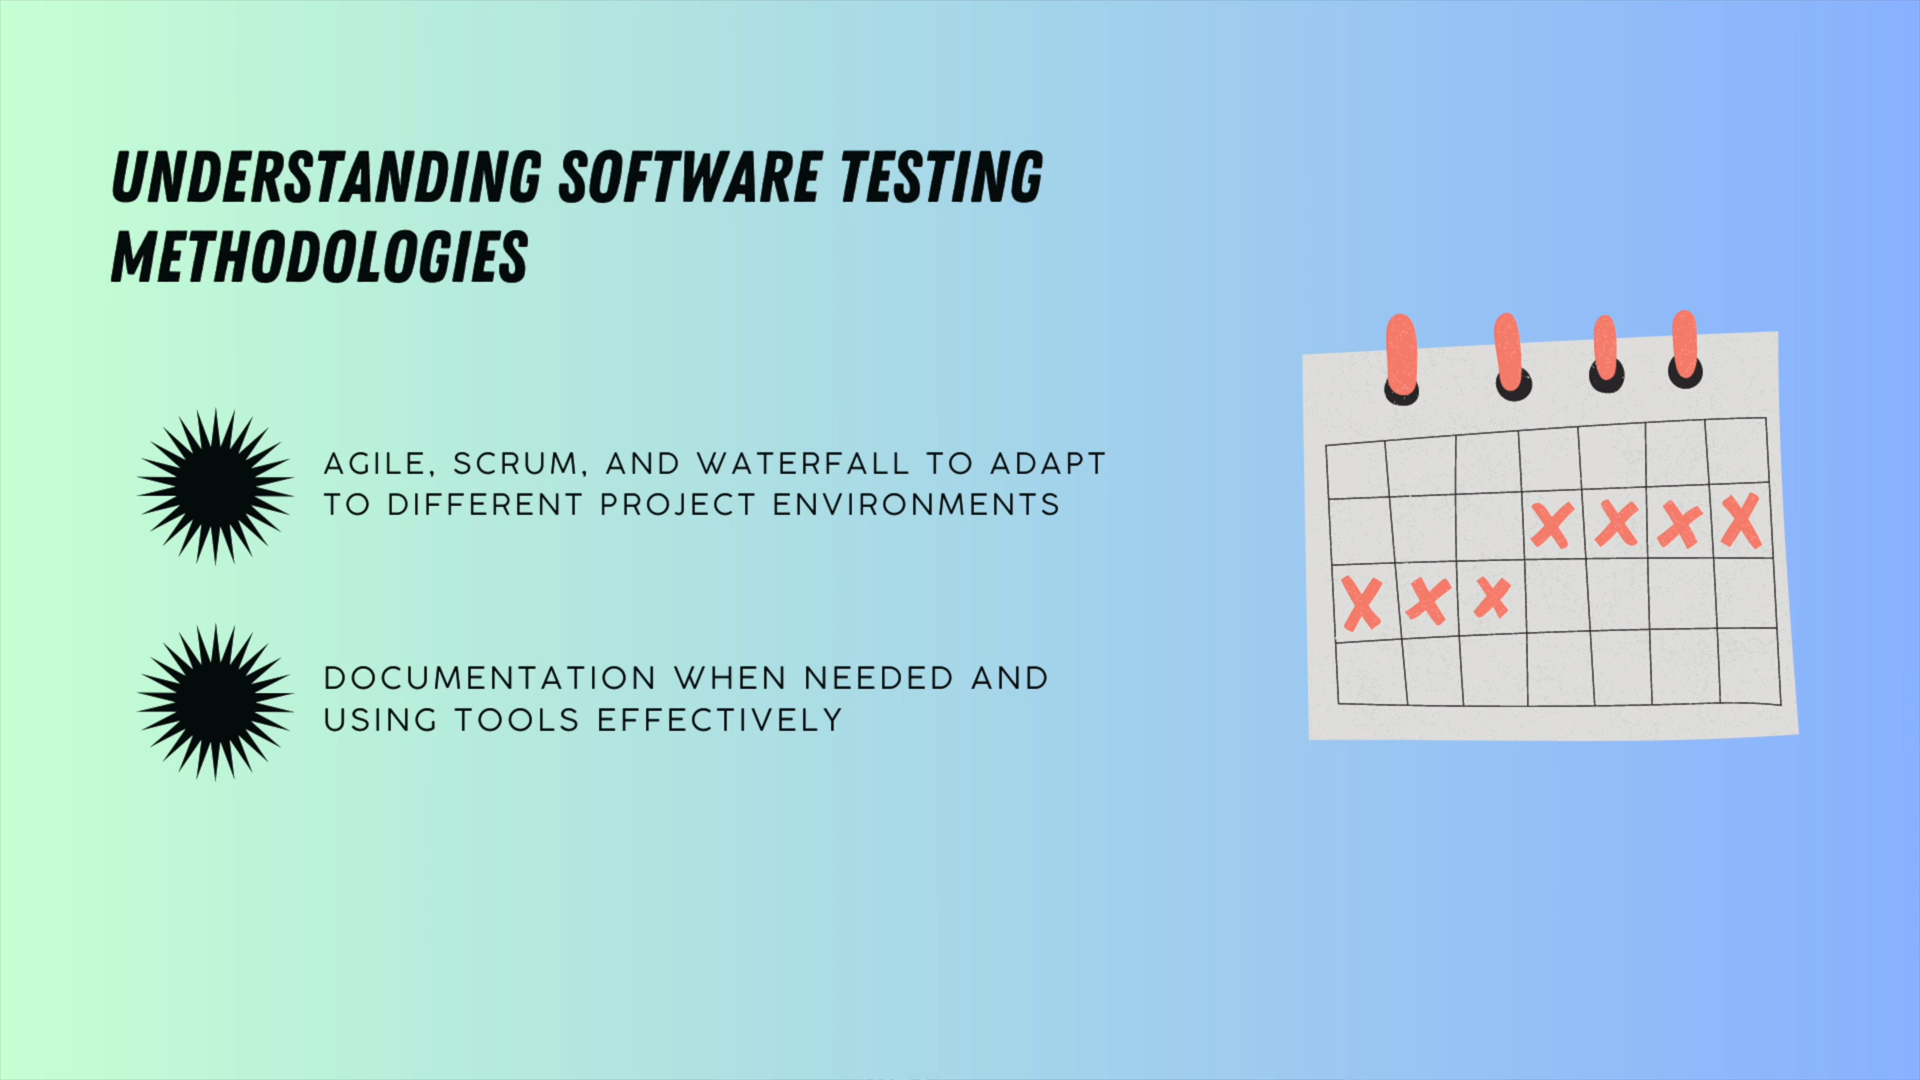 UNDERSTANDING SOFTWARE TESTING
METHODOLOGIES
AGILE, SCRUM, AND WATERFALL TO ADAPT
TO DIFFERENT PROJECT ENVIRONMENTS
DOCUMENTATION WHEN NEEDED AND
USING TOOLS EFFECTIVELY